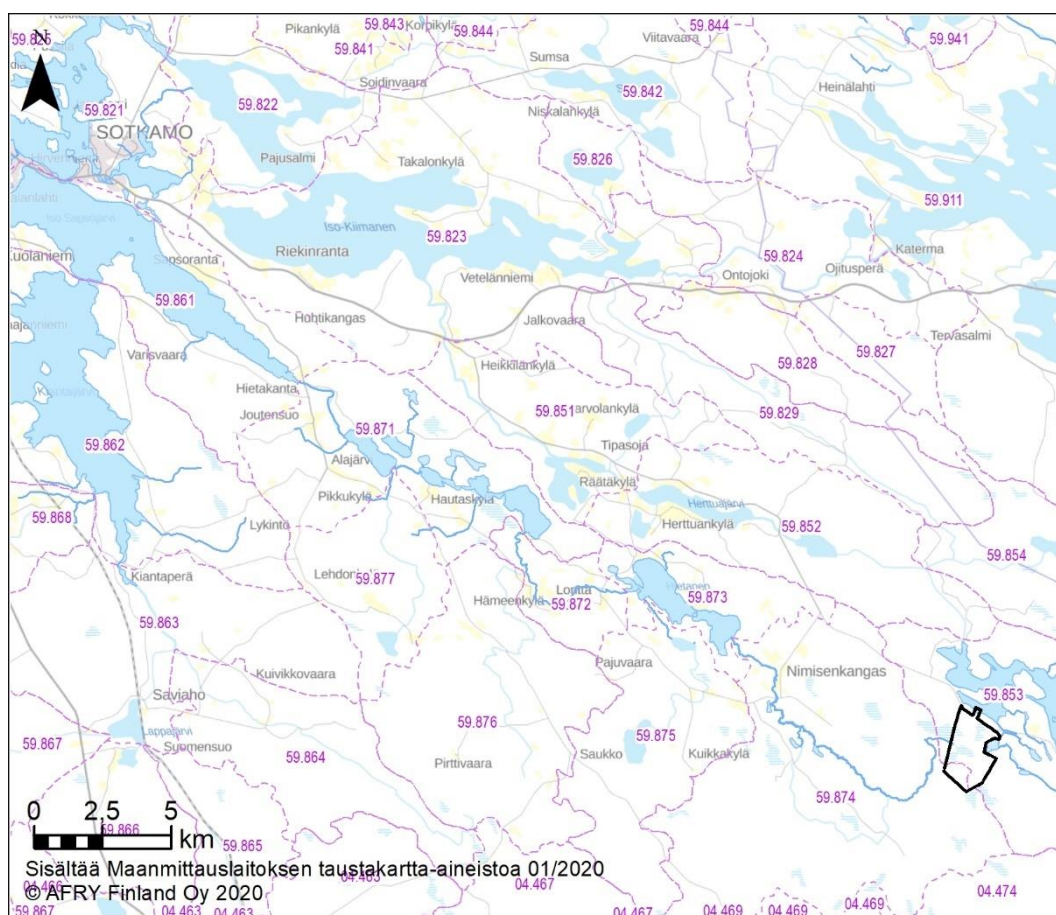 59.843
Korpikylä
59.844
59.844
Pikankylä
59.841
Viitavaara
59.941
N
Sumsa
Soidinvaara
59.842
Heinälahti
59.821
59.822
Niskalankylä
SOTKAMO
59.826
Pajusalmi
Takalonkylä
59.911
Iso-Kiimanen
59.823
Katerma
Riekinranta
59.824
Ontojoki
Ojitusperä
Vetelänniemi
59.861
Hohtikangas
Jalkovaara
Tervasalmi
Varisvaara
59.827
59.828
Heikkilänkylä
Hietakanta
59.851
59.829
Joutensuo
59.871
Tipasoja
59.862
Alajärvi
Räätäkylä
Pikkukylä
Hautaskylä
Herttujärvi
59.868
Lykintö
Herttuankylä
59.852
59.854
Kiantaperä
59.877
Lontta
Hämeenkylä
59.872
59.873
59.863
Pajuvaara
Nimisenkangas
Kuivikkovaara
59.853
Saviaho
59.876
59.875
Lappajärvi
59.867
Suomensuo
59.864
Pirttivaara
Saukko
Kuikkakylä
59.874
0 2,5 5
km
59.866
59.865
Sisältää Maanmittauslaitoksen taustakartta-aineistoa 01/2020
© AFRY Finland Oy 2020
04.467
04.474
59.867
04.463
04.463
04.467
04.469
04.469
04.469